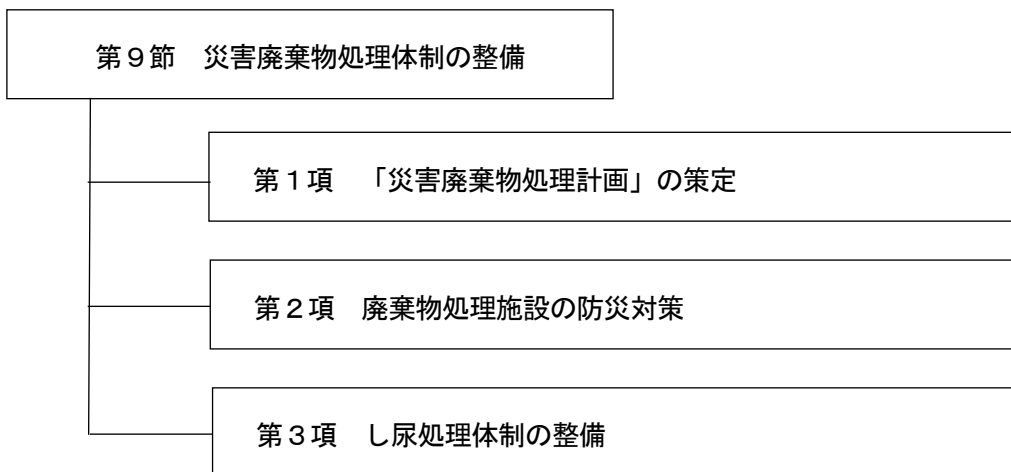 第９節　災害廃棄物処理体制の整備
第１項　「災害廃棄物処理計画」の策定
第２項　廃棄物処理施設の防災対策
第３項　し尿処理体制の整備